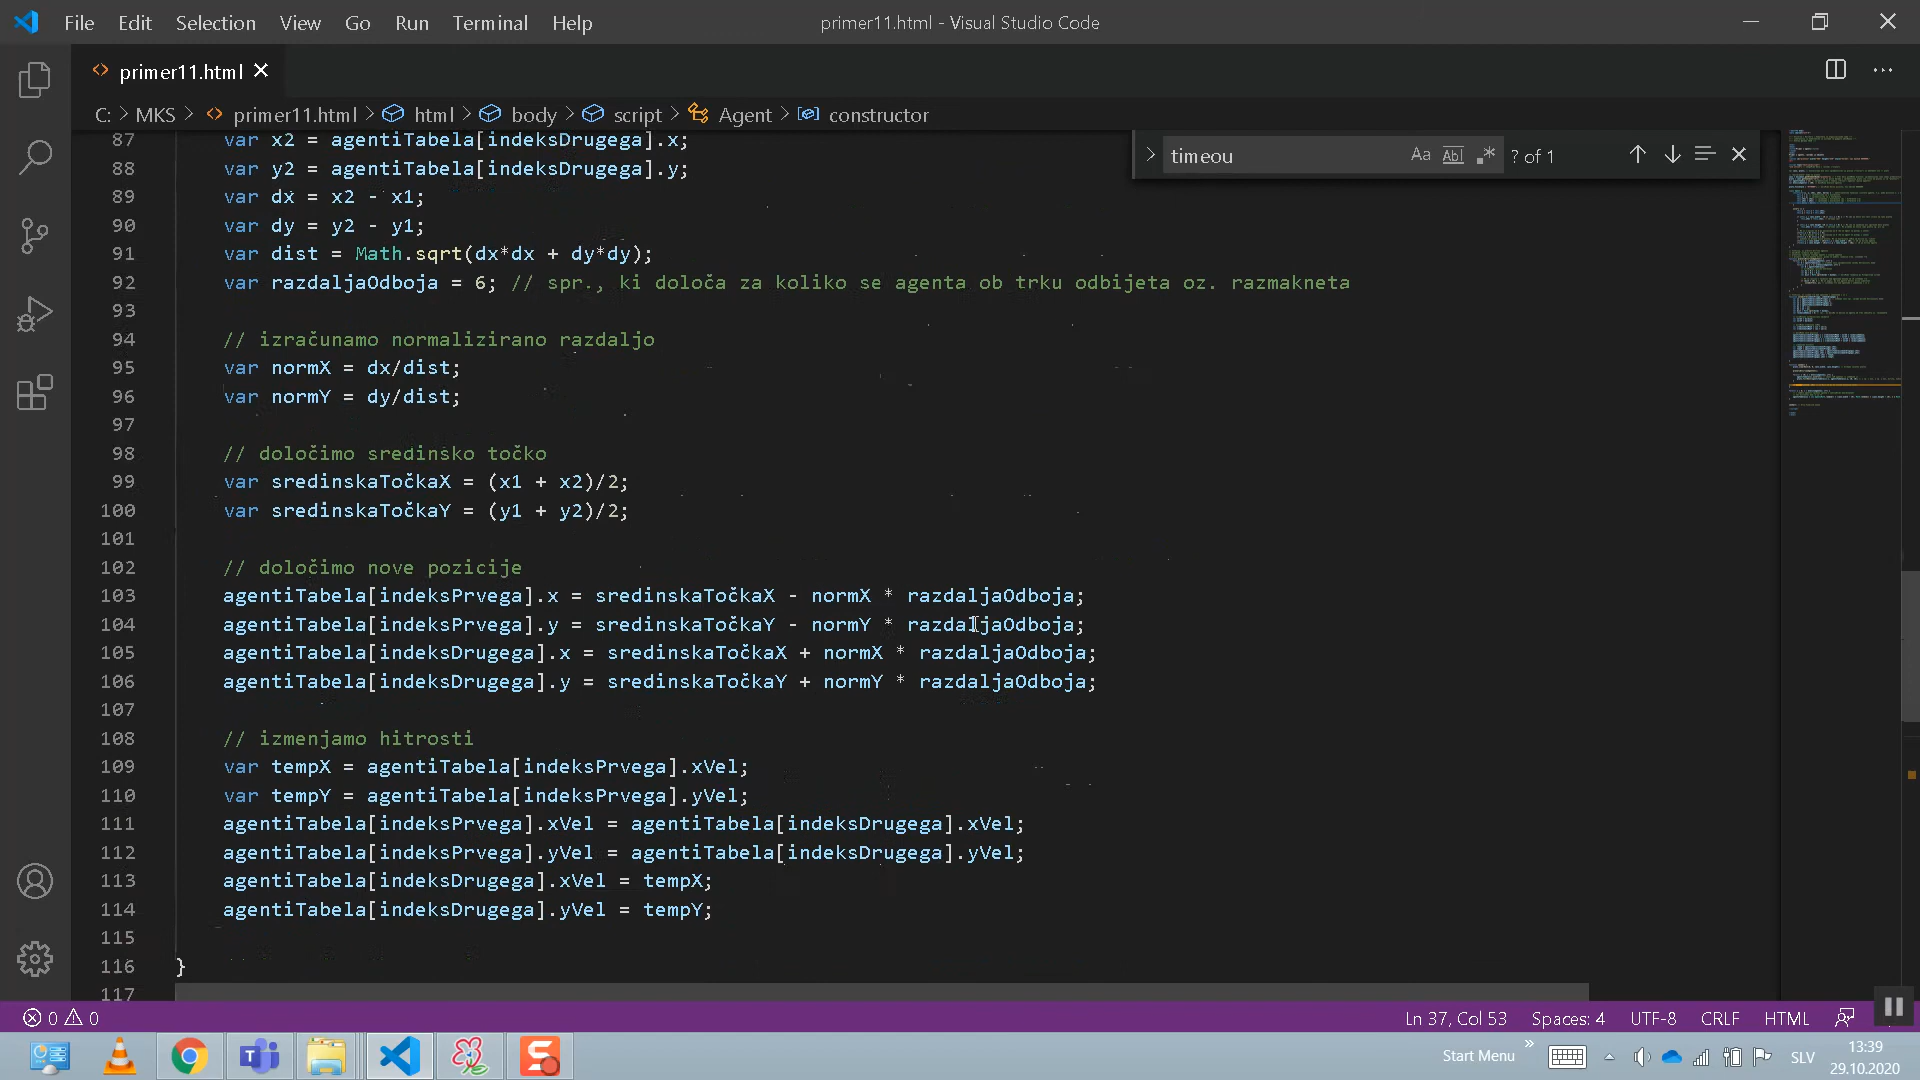 File Edit Selection View Go Run Terminal Help
primer11.html - Visual Studio Code
primer11.html
C: > MKS > primer11.html > html > body > script > Agent > constructor
timeou Aa Abl .* ? of 1
87 var x2 = agentiTabela[indeksDrugega].x;
88 var y2 = agentiTabela[indeksDrugega].y;
89 var dx = x2 - x1;
90 var dy = y2 - y1;
91 var dist = Math.sqrt(dx*dx + dy*dy);
92 var razdaljaOdboja = 6; // spr., ki določa za koliko se agenta ob trku odbijeta oz. razmakneta
93
94 // izračunamo normalizirano razdaljo
95 var normX = dx/dist;
96 var normY = dy/dist;
97
98 // določimo sredinsko točko
99 var sredinskaTočkaX = (x1 + x2)/2;
100 var sredinskaTočkaY = (y1 + y2)/2;
101
102 // določimo nove pozicije
103 agentiTabela[indeksPrvega].x = sredinskaTočkaX - normX * razdaljaOdboja;
104 agentiTabela[indeksPrvega].y = sredinskaTočkaY - normY * razdaljaOdboja;
105 agentiTabela[indeksDrugega].x = sredinskaTočkaX + normX * razdaljaOdboja;
106 agentiTabela[indeksDrugega].y = sredinskaTočkaY + normY * razdaljaOdboja;
107
108 // izmenjamo hitrosti
109 var tempX = agentiTabela[indeksPrvega].xVel;
110 var tempY = agentiTabela[indeksPrvega].yVel;
111 agentiTabela[indeksPrvega].xVel = agentiTabela[indeksDrugega].xVel;
112 agentiTabela[indeksPrvega].yVel = agentiTabela[indeksDrugega].yVel;
113 agentiTabela[indeksDrugega].xVel = tempX;
114 agentiTabela[indeksDrugega].yVel = tempY;
115
116 }
117
0 0
Ln 37, Col 53 Spaces: 4 UTF-8 CRLF HTML
Start Menu » SLV
13:39
29.10.2020